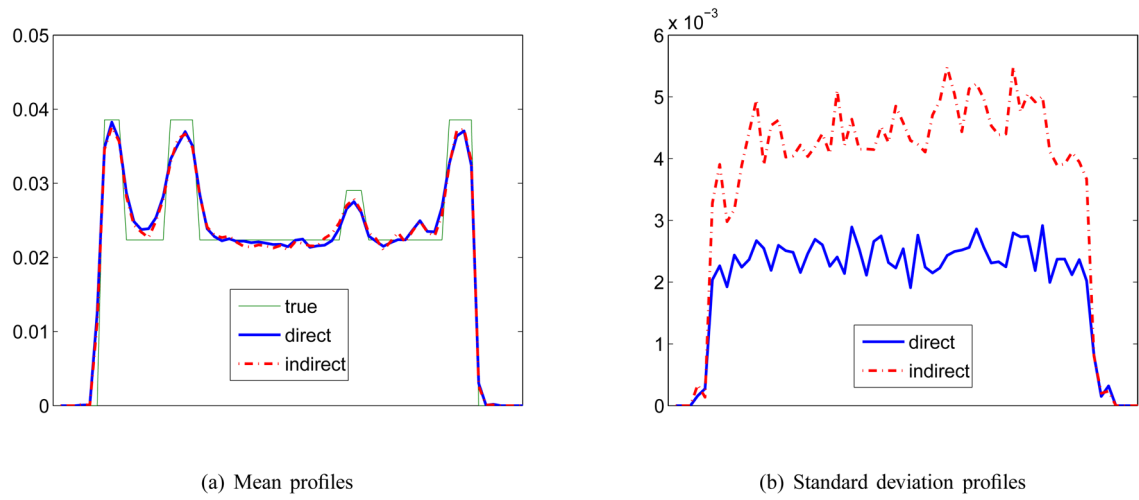 0.05
0.04
0.03
0.02
0.01
0
true
direct
indirect
(a) Mean profiles
6 x 10⁻³
5
4
3
2
1
0
direct
indirect
(b) Standard deviation profiles